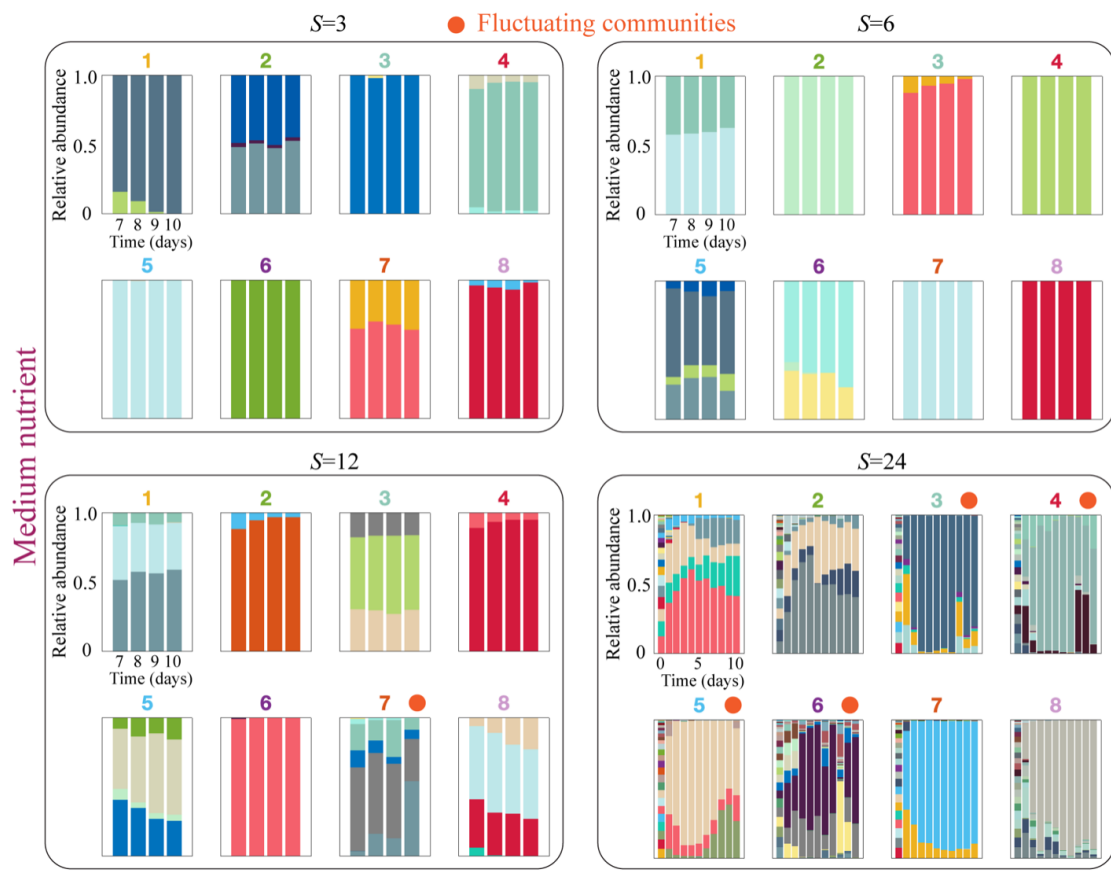 S=3
Fluctuating communities
S=6
Medium nutrient
Relative abundance
1 2 3 4
1.0
0.5
0
7 8 9 10
Time (days)
5 6 7 8
Relative abundance
1 2 3 4
1.0
0.5
0
7 8 9 10
Time (days)
5 6 7 8
S=12
S=24
Relative abundance
1 2 3 4
1.0
0.5
0
7 8 9 10
Time (days)
5 6 7 8
Relative abundance
1 2 3 4
1.0
0.5
0
0 5 10
Time (days)
5 6 7 8